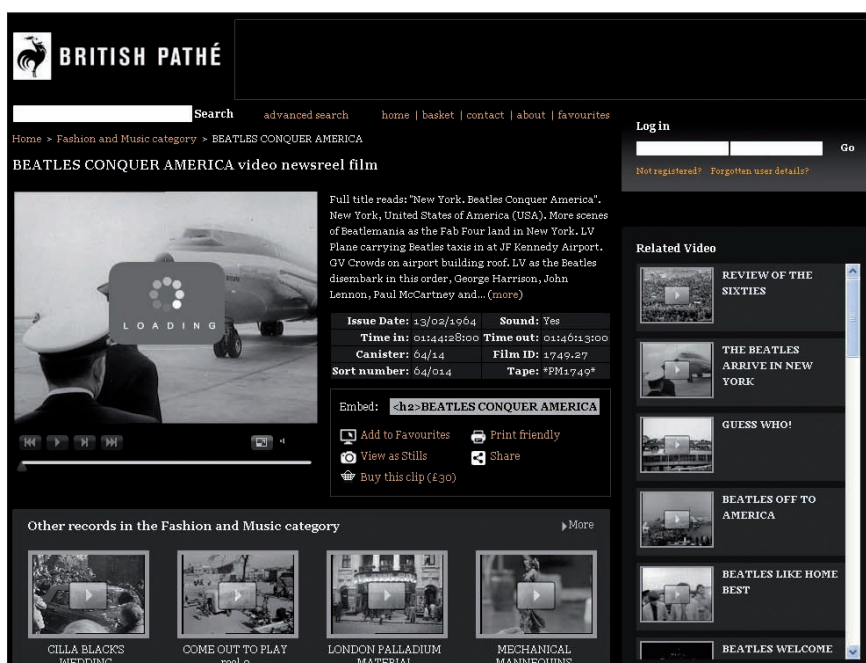 BRITISH PATHÉ
Search advanced search home | basket | contact | about | favourites
Home > Fashion and Music category > BEATLES CONQUER AMERICA
BEATLES CONQUER AMERICA video newsreel film
LOADING
Full title reads: "New York. Beatles Conquer America".
New York, United States of America (USA). More scenes
of Beatlemania as the Fab Four land in New York. LV
Plane carrying Beatles taxis in at JF Kennedy Airport.
GV Crowds on airport building roof. LV as the Beatles
disembark in this order, George Harrison, John
Lennon, Paul McCartney and... (more)
Issue Date: 13/02/1964 Sound: Yes
Time in: 01:44:28:00 Time out: 01:46:13:00
Canister: 64/14 Film ID: 1749.27
Sort number: 64/014 Tape: *PM1749*
Embed: <h2>BEATLES CONQUER AMERICA
Add to Favourites Print friendly
View as Stills Share
Buy this clip (£30)
Other records in the Fashion and Music category More
CILLA BLACK'S
WEDDING
COME OUT TO PLAY
LONDON PALLADIUM
MATERIAL
MECHANICAL
MANNEQUINS
Log in
Go
Not registered? Forgotten user details?
Related Video
REVIEW OF THE
SIXTIES
THE BEATLES
ARRIVE IN NEW
YORK
GUESS WHO!
BEATLES OFF TO
AMERICA
BEATLES LIKE HOME
BEST
BEATLES WELCOME